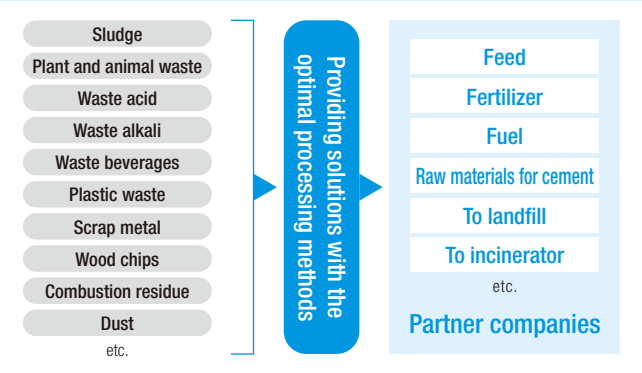 Sludge
Plant and animal waste
Waste acid
Waste alkali
Waste beverages
Plastic waste
Scrap metal
Wood chips
Combustion residue
Dust
etc.
Providing solutions with the
optimal processing methods
Feed
Fertilizer
Fuel
Raw materials for cement
To landfill
To incinerator
etc.
Partner companies